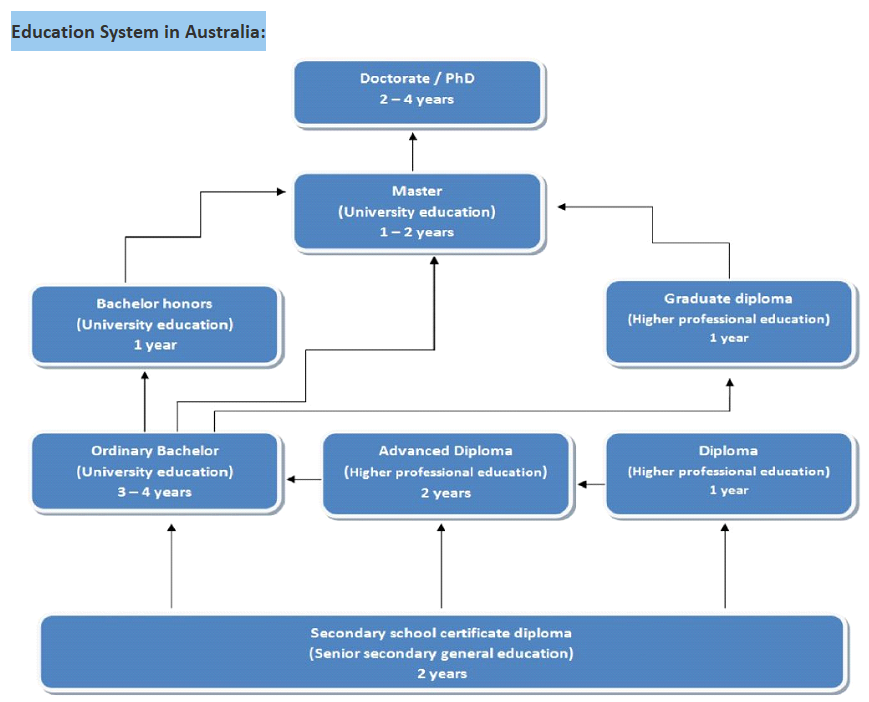 Education System in Australia:
Doctorate / PhD
2 – 4 years
Master
(University education)
1 – 2 years
Bachelor honors
(University education)
1 year
Graduate diploma
(Higher professional education)
1 year
Ordinary Bachelor
(University education)
3 – 4 years
Advanced Diploma
(Higher professional education)
2 years
Diploma
(Higher professional education)
1 year
Secondary school certificate diploma
(Senior secondary general education)
2 years